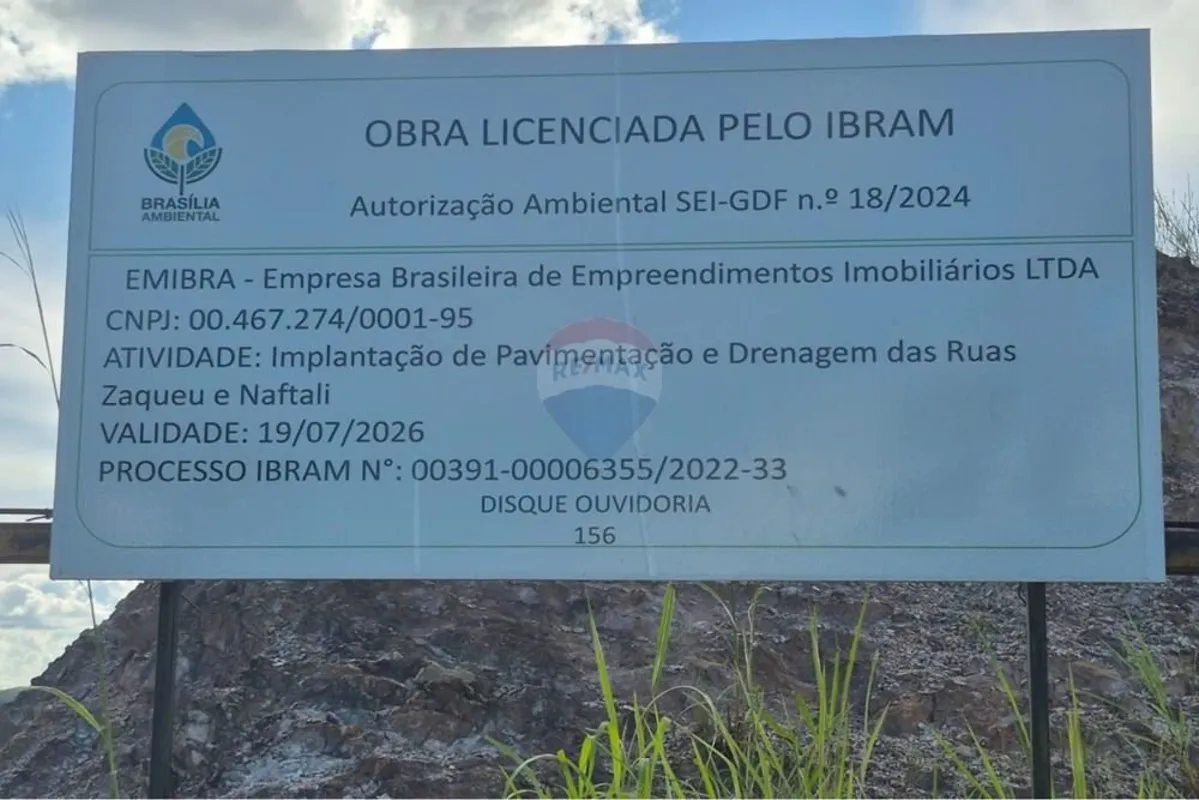 BRASÍLIA
AMBIENTAL
OBRA LICENCIADA PELO IBRAM
Autorização Ambiental SEI-GDF n.º 18/2024
EMIBRA - Empresa Brasileira de Empreendimentos Imobiliários LTDA
CNPJ: 00.467.274/0001-95
ATIVIDADE: Implantação de Pavimentação e Drenagem das Ruas
Zaqueu e Naftali
RE/MAX
VALIDADE: 19/07/2026
PROCESSO IBRAM N°: 00391-00006355/2022-33
DISQUE OUVIDORIA
156